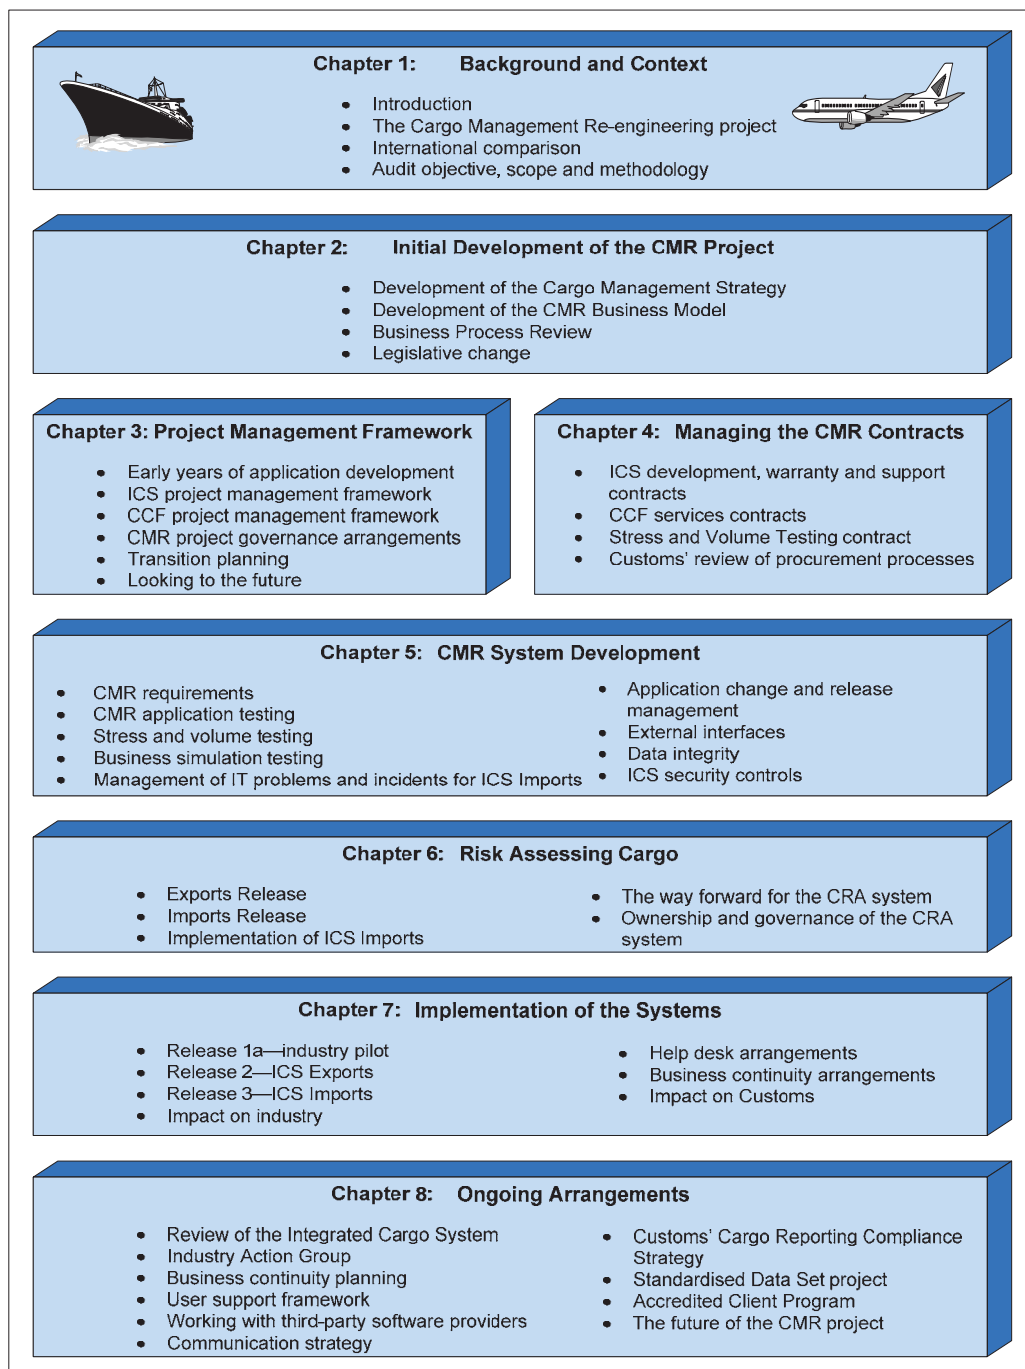 Chapter 1: Background and Context
• Introduction
• The Cargo Management Re-engineering project
• International comparison
• Audit objective, scope and methodology
Chapter 2: Initial Development of the CMR Project
• Development of the Cargo Management Strategy
• Development of the CMR Business Model
• Business Process Review
• Legislative change
Chapter 3: Project Management Framework
• Early years of application development
• ICS project management framework
• CCF project management framework
• CMR project governance arrangements
• Transition planning
• Looking to the future
Chapter 4: Managing the CMR Contracts
• ICS development, warranty and support
contracts
• CCF services contracts
• Stress and Volume Testing contract
• Customs' review of procurement processes
Chapter 5: CMR System Development
• CMR requirements
• CMR application testing
• Stress and volume testing
• Business simulation testing
• Management of IT problems and incidents for ICS Imports
• Application change and release
management
• External interfaces
• Data integrity
• ICS security controls
Chapter 6: Risk Assessing Cargo
• Exports Release
• Imports Release
• Implementation of ICS Imports
• The way forward for the CRA system
• Ownership and governance of the CRA
system
Chapter 7: Implementation of the Systems
• Release 1a—industry pilot
• Release 2—ICS Exports
• Release 3—ICS Imports
• Impact on industry
• Help desk arrangements
• Business continuity arrangements
• Impact on Customs
Chapter 8: Ongoing Arrangements
• Review of the Integrated Cargo System
• Industry Action Group
• Business continuity planning
• User support framework
• Working with third-party software providers
• Communication strategy
• Customs' Cargo Reporting Compliance
Strategy
• Standardised Data Set project
• Accredited Client Program
• The future of the CMR project